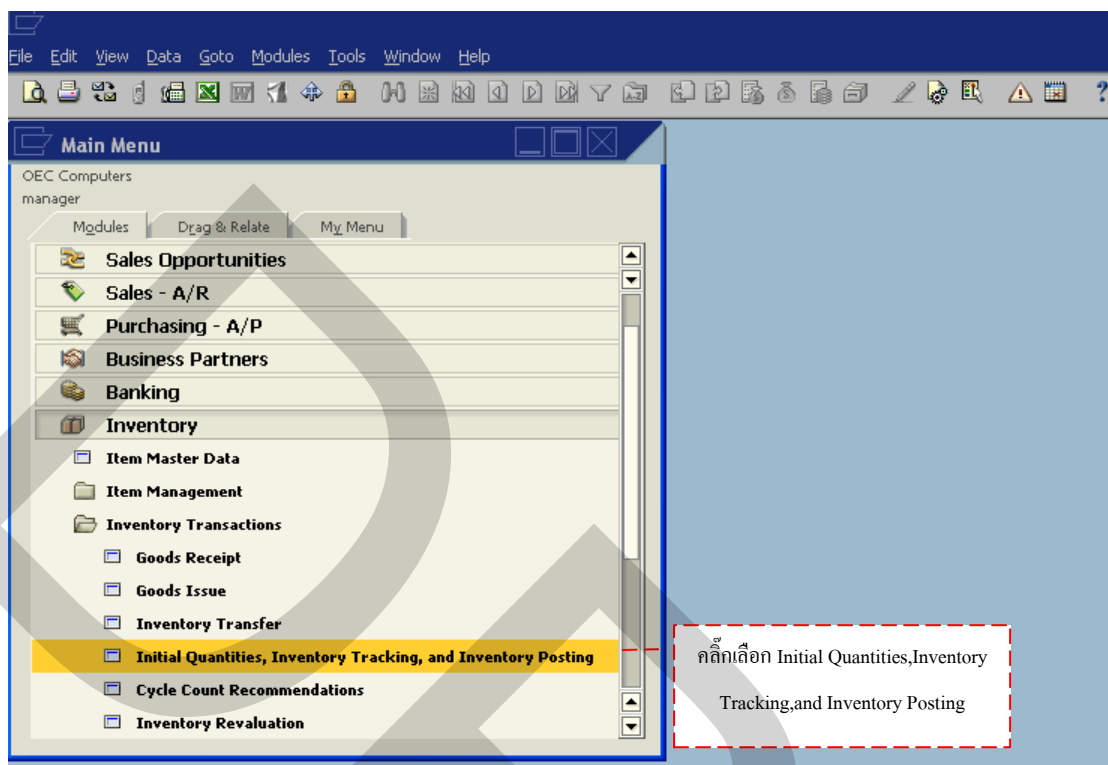 File Edit View Data Goto Modules Tools Window Help
Main Menu
OEC Computers
manager
Modules Drag & Relate My Menu
Sales Opportunities
Sales - A/R
Purchasing - A/P
Business Partners
Banking
Inventory
Item Master Data
Item Management
Inventory Transactions
Goods Receipt
Goods Issue
Inventory Transfer
Initial Quantities, Inventory Tracking, and Inventory Posting
Cycle Count Recommendations
Inventory Revaluation
คลิ๊กเลือก Initial Quantities,Inventory
Tracking,and Inventory Posting